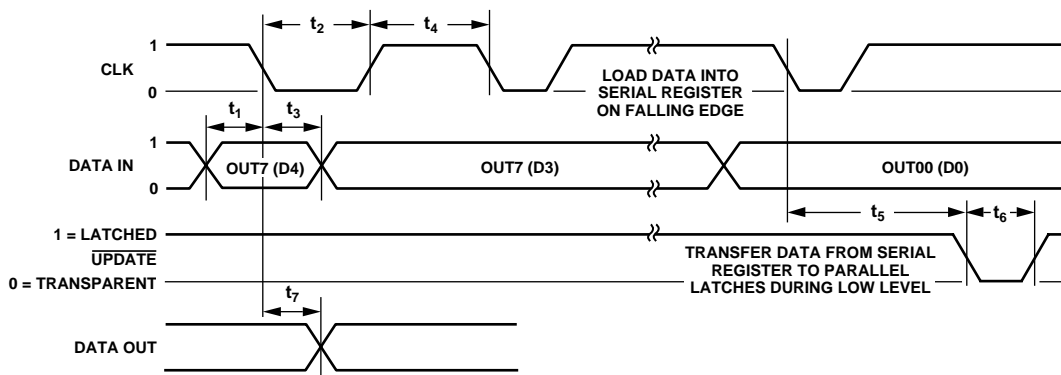 t2
t4
1
CLK
0
LOAD DATA INTO
SERIAL REGISTER
ON FALLING EDGE
t1
t3
1
DATA IN
0
OUT7 (D4)
OUT7 (D3)
OUT00 (D0)
t5
t6
1 = LATCHED
UPDATE
0 = TRANSPARENT
TRANSFER DATA FROM SERIAL
REGISTER TO PARALLEL
LATCHES DURING LOW LEVEL
t7
DATA OUT